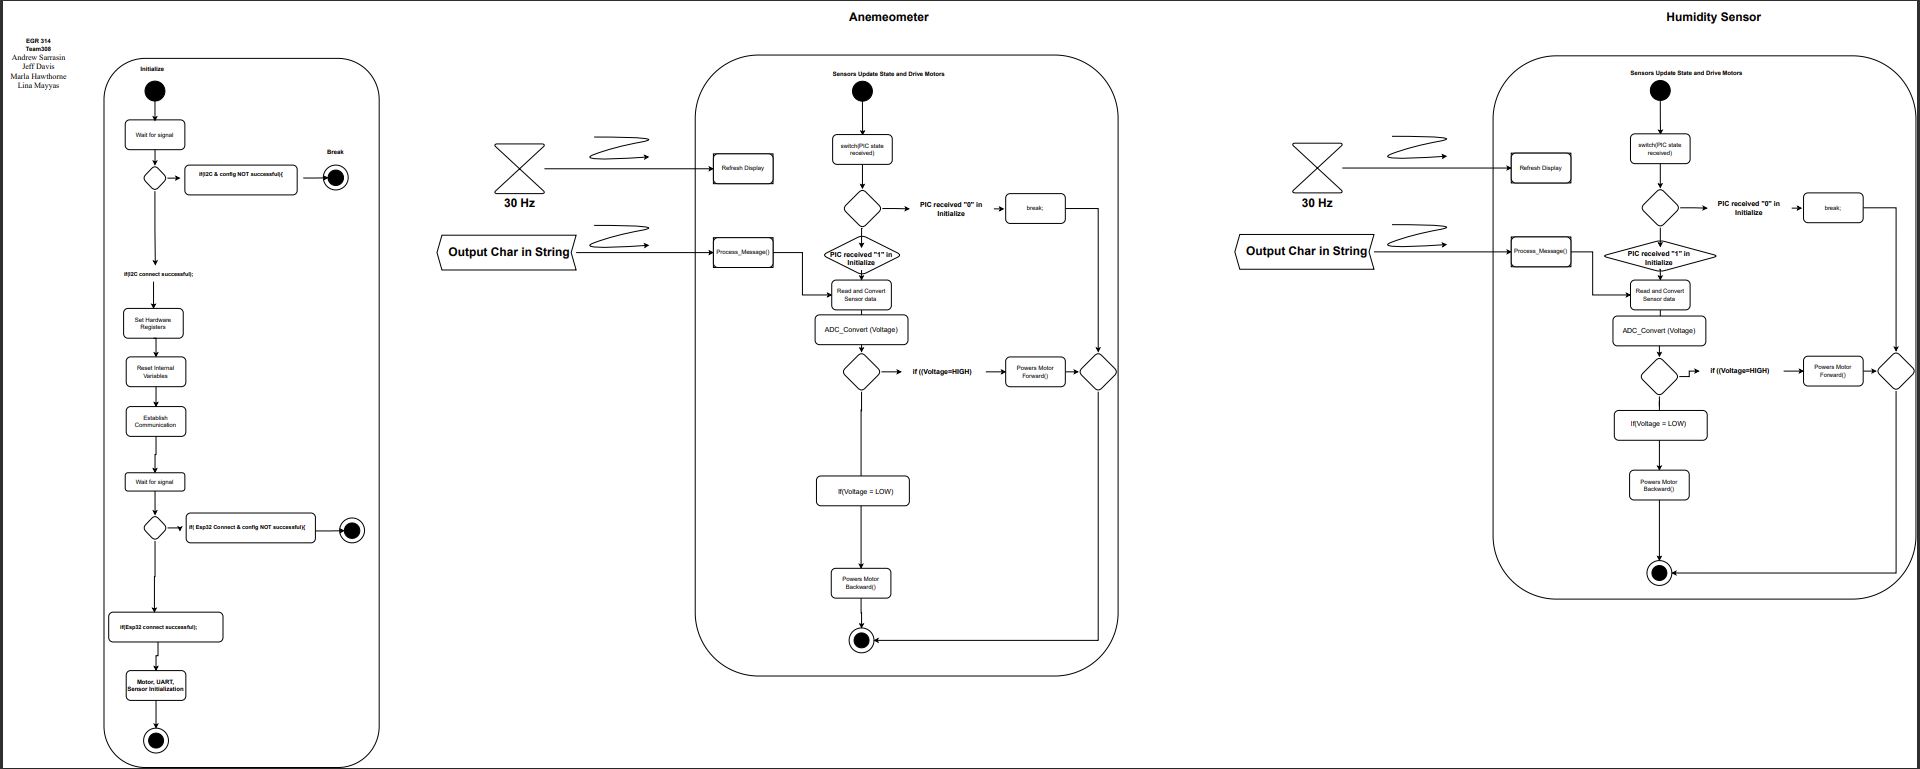 Anemeometer
Humidity Sensor
EGR 314
Team308
Andrew Sarrasin
Jeff Davis
Marla Hawthorne
Lina Mayyas
Initialize
Wait for signal
Break
if(I2C & config NOT successful){
if(I2C connect successful);
Set Hardware
Registers
Reset Internal
Variables
Establish
Communication
Wait for signal
if( Esp32 Connect & config NOT successful){
if(Esp32 connect successful);
Motor, UART,
Sensor Initialization
30 Hz
Output Char in String
Sensors Update State and Drive Motors
switch(PIC state
received)
Refresh Display
PIC received "0" in
Initialize
break;
Process_Message()
PIC received "1" in
Initialize
Read and Convert
Sensor data
ADC_Convert (Voltage)
if ((Voltage=HIGH)
Powers Motor
Forward()
If(Voltage = LOW)
Powers Motor
Backward()
30 Hz
Output Char in String
Sensors Update State and Drive Motors
switch(PIC state
received)
Refresh Display
PIC received "0" in
Initialize
break;
Process_Message()
PIC received "1" in
Initialize
Read and Convert
Sensor data
ADC_Convert (Voltage)
if ((Voltage=HIGH)
Powers Motor
Forward()
If(Voltage = LOW)
Powers Motor
Backward()